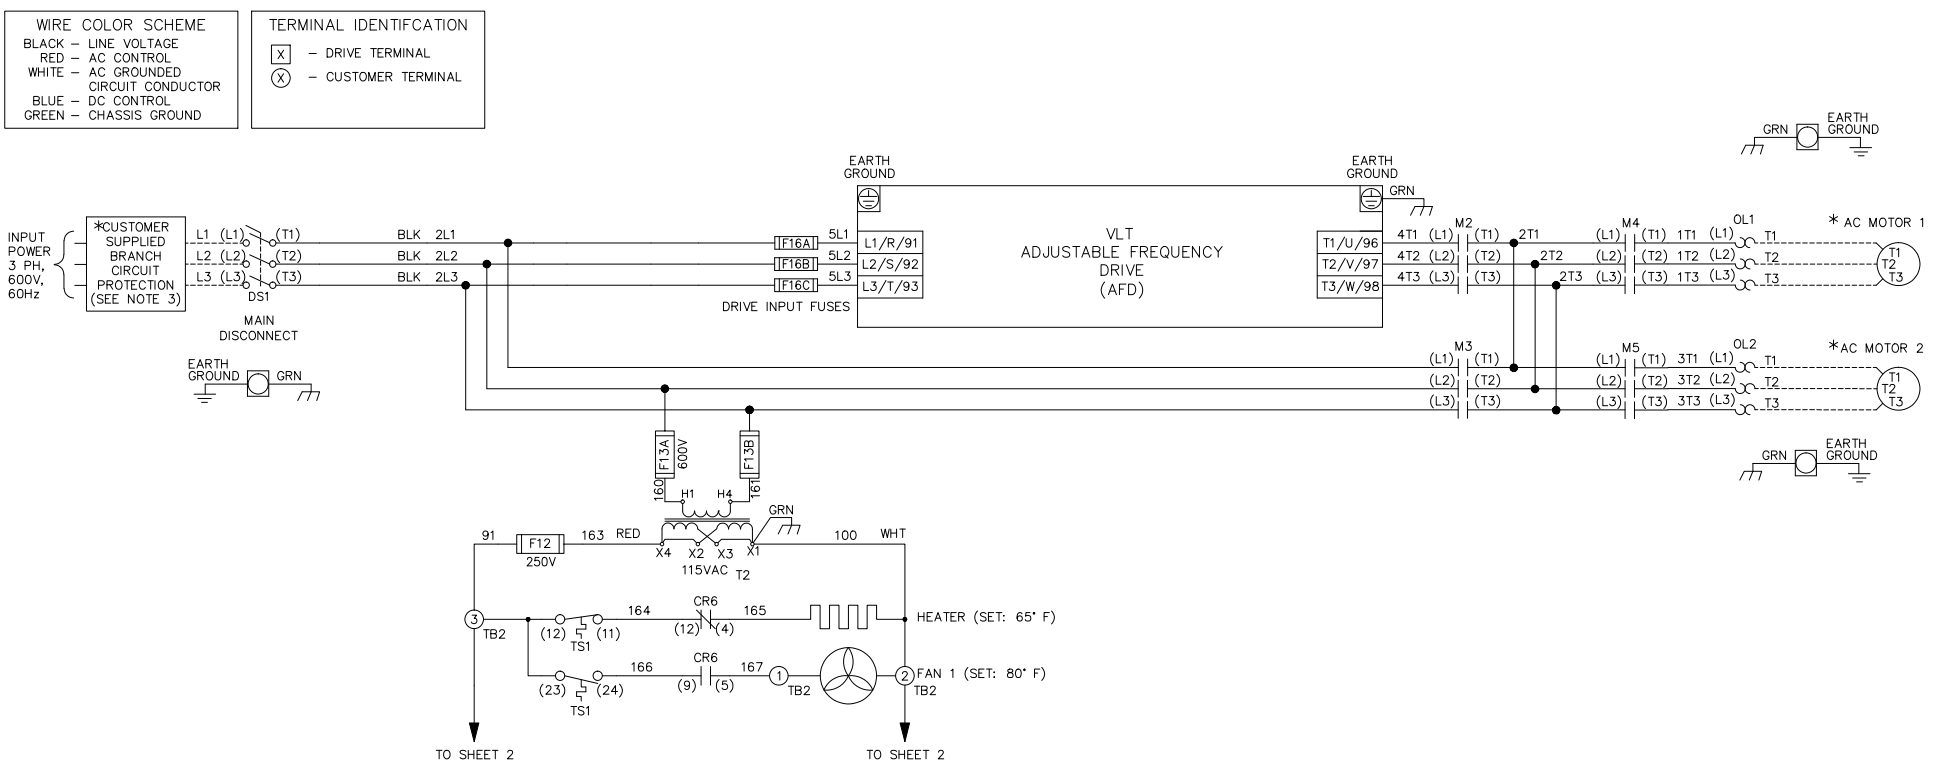 WIRE COLOR SCHEME
BLACK – LINE VOLTAGE
RED – AC CONTROL
WHITE – AC GROUNDED
CIRCUIT CONDUCTOR
BLUE – DC CONTROL
GREEN – CHASSIS GROUND
TERMINAL IDENTIFCATION
X – DRIVE TERMINAL
X – CUSTOMER TERMINAL
INPUT
POWER
3 PH,
600V,
60Hz
*CUSTOMER
SUPPLIED
BRANCH
CIRCUIT
PROTECTION
(SEE NOTE 3)
L1 (L1) (T1)
L2 (L2) (T2)
L3 (L3) (T3)
DS1
MAIN
DISCONNECT
EARTH
GROUND
GRN
BLK 2L1
BLK 2L2
BLK 2L3
F16A 5L1
F16B 5L2
F16C 5L3
DRIVE INPUT FUSES
EARTH
GROUND
L1/R/91
L2/S/92
L3/T/93
VLT
ADJUSTABLE FREQUENCY
DRIVE
(AFD)
EARTH
GROUND
GRN
T1/U/96
T2/V/97
T3/W/98
4T1 (L1) M2 (T1) 2T1
4T2 (L2) (T2) 2T2
4T3 (L3) (T3) 2T3
(L1) M4 (T1) 1T1 (L1) OL1 T1
(L2) (T2) 1T2 (L2) T2
(L3) (T3) 1T3 (L3) T3
* AC MOTOR 1
T1
T2
T3
GRN
EARTH
GROUND
(L1) M3 (T1)
(L2) (T2)
(L3) (T3)
(L1) M5 (T1) 3T1 (L1) OL2 T1
(L2) (T2) 3T2 (L2) T2
(L3) (T3) 3T3 (L3) T3
*AC MOTOR 2
T1
T2
T3
GRN
EARTH
GROUND
F13A
600V
F13B
160
161
H1 H4
GRN
91 F12 163 RED
250V
X4 X2 X3 X1
115VAC T2
100 WHT
3
TB2
(12) (11)
TS1
164
CR6
(12) (4)
165
HEATER (SET: 65° F)
(23) (24)
TS1
166
CR6
(9) (5)
167
1
TB2
2
TB2
FAN 1 (SET: 80° F)
TO SHEET 2
TO SHEET 2